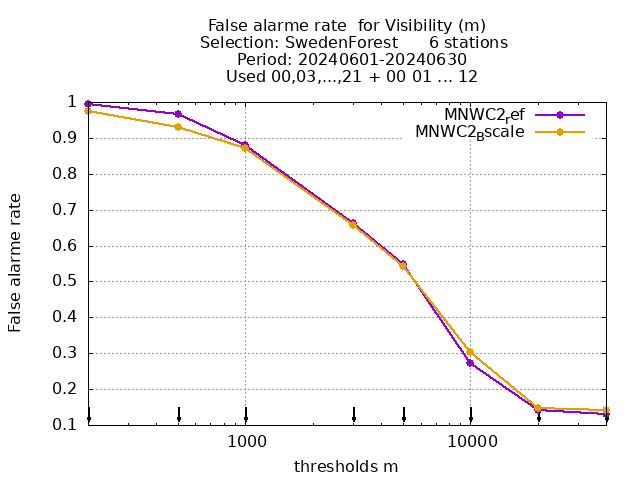 False alarme rate  for Visibility (m)
Selection: SwedenForest      6 stations
Period: 20240601-20240630
Used 00,03,...,21 + 00 01 ... 12
MNWC2ref
MNWC2Bscale
1
0.9
0.8
0.7
0.6
0.5
0.4
0.3
0.2
0.1
False alarme rate
1000
10000
thresholds m